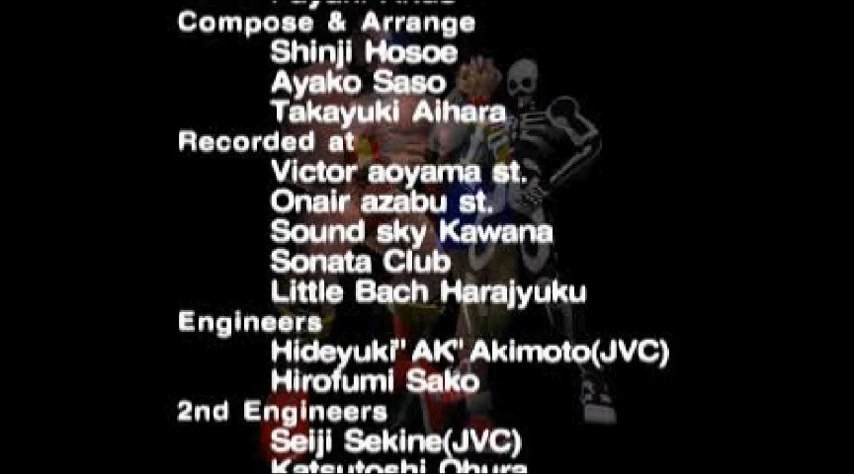 Compose & Arrange
Shinji Hosoe
Ayako Saso
Takayuki Aihara
Recorded at
Victor aoyama st.
Onair azabu st.
Sound sky Kawana
Sonata Club
Little Bach Harajyuku
Engineers
Hideyuki"AK"Akimoto(JVC)
Hirofumi Sako
2nd Engineers
Seiji Sekine(JVC)
Katsutoshi